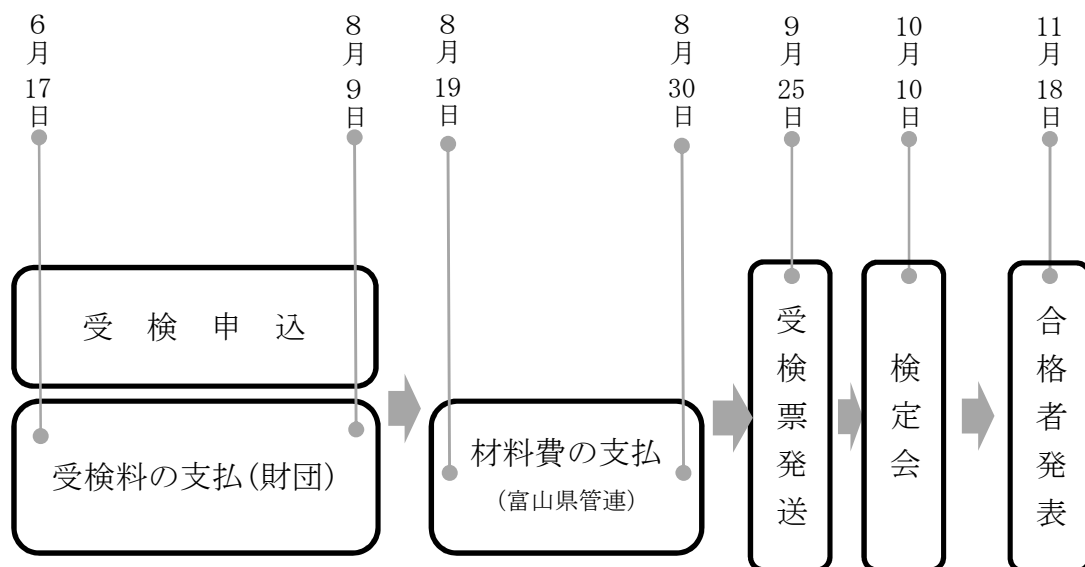 6月17日
8月9日
8月19日
8月30日
9月25日
10月10日
11月18日
受検申込
受検料の支払(財団)
材料費の支払
(富山県管連)
受検票発送
検定会
合格者発表